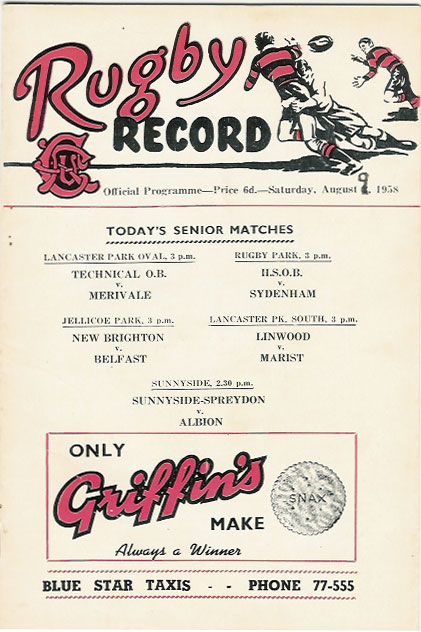 Rugby
RECORD
CRU
Official Programme—Price 6d.—Saturday, August 9, 1958
TODAY'S SENIOR MATCHES
LANCASTER PARK OVAL, 3 p.m.
TECHNICAL O.B.
v.
MERIVALE
RUGBY PARK, 3 p.m.
H.S.O.B.
v.
SYDENHAM
JELLICOE PARK, 3 p.m.
NEW BRIGHTON
v.
BELFAST
LANCASTER PK. SOUTH, 3 p.m.
LINWOOD
v.
MARIST
SUNNYSIDE, 2.30 p.m.
SUNNYSIDE-SPREYDON
v.
ALBION
ONLY
Griffin's
MAKE
Always a Winner
SNAX
BLUE STAR TAXIS - - PHONE 77-555